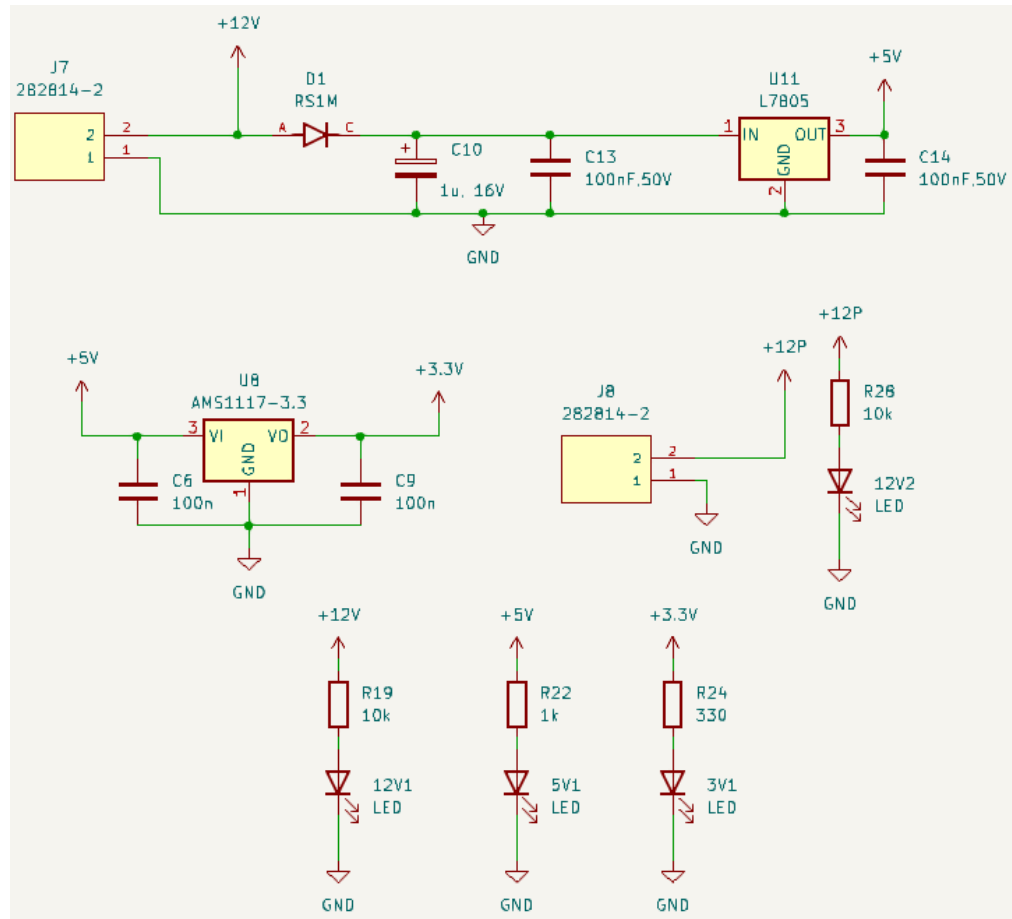 +12V
J7
282814-2
2
2
1
1
D1
RS1M
A
C
+
C10
1u, 16V
C13
100nF,50V
U11
L7805
1
IN
OUT
3
GND
2
+5V
C14
100nF,50V
GND
+5V
U8
AMS1117-3.3
3
VI
VO
2
GND
1
+3.3V
C6
100n
C9
100n
GND
J8
282814-2
2
2
1
1
+12P
GND
+12P
R28
10k
12V2
LED
GND
+12V
R19
10k
12V1
LED
GND
+5V
R22
1k
5V1
LED
GND
+3.3V
R24
330
3V1
LED
GND